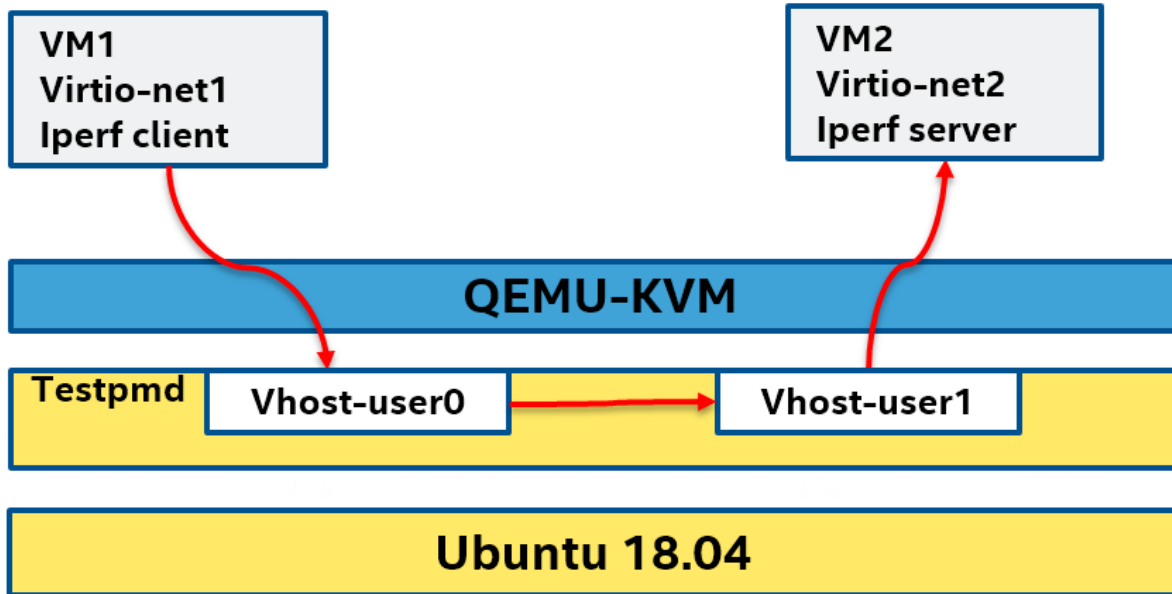 VM1
Virtio-net1
Iperf client
VM2
Virtio-net2
Iperf server
QEMU-KVM
Testpmd
Vhost-user0
Vhost-user1
Ubuntu 18.04